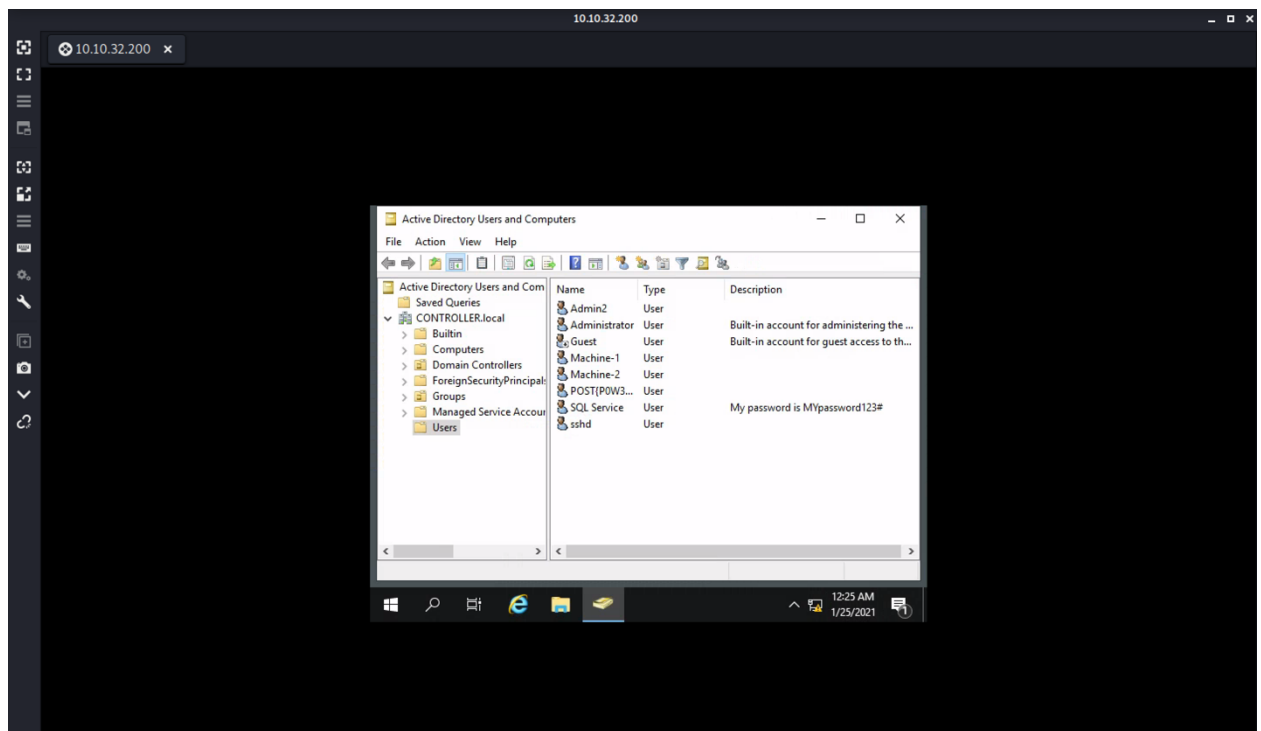 10.10.32.200
10.10.32.200
Active Directory Users and Computers
File Action View Help
Active Directory Users and Com
Saved Queries
CONTROLLER.local
Builtin
Computers
Domain Controllers
ForeignSecurityPrincipals
Groups
Managed Service Accour
Users
Name Type Description
Admin2 User
Administrator User Built-in account for administering the ...
Guest User Built-in account for guest access to th...
Machine-1 User
Machine-2 User
POST{P0W3... User
SQL Service User My password is MYpassword123#
sshd User
12:25 AM
1/25/2021
1